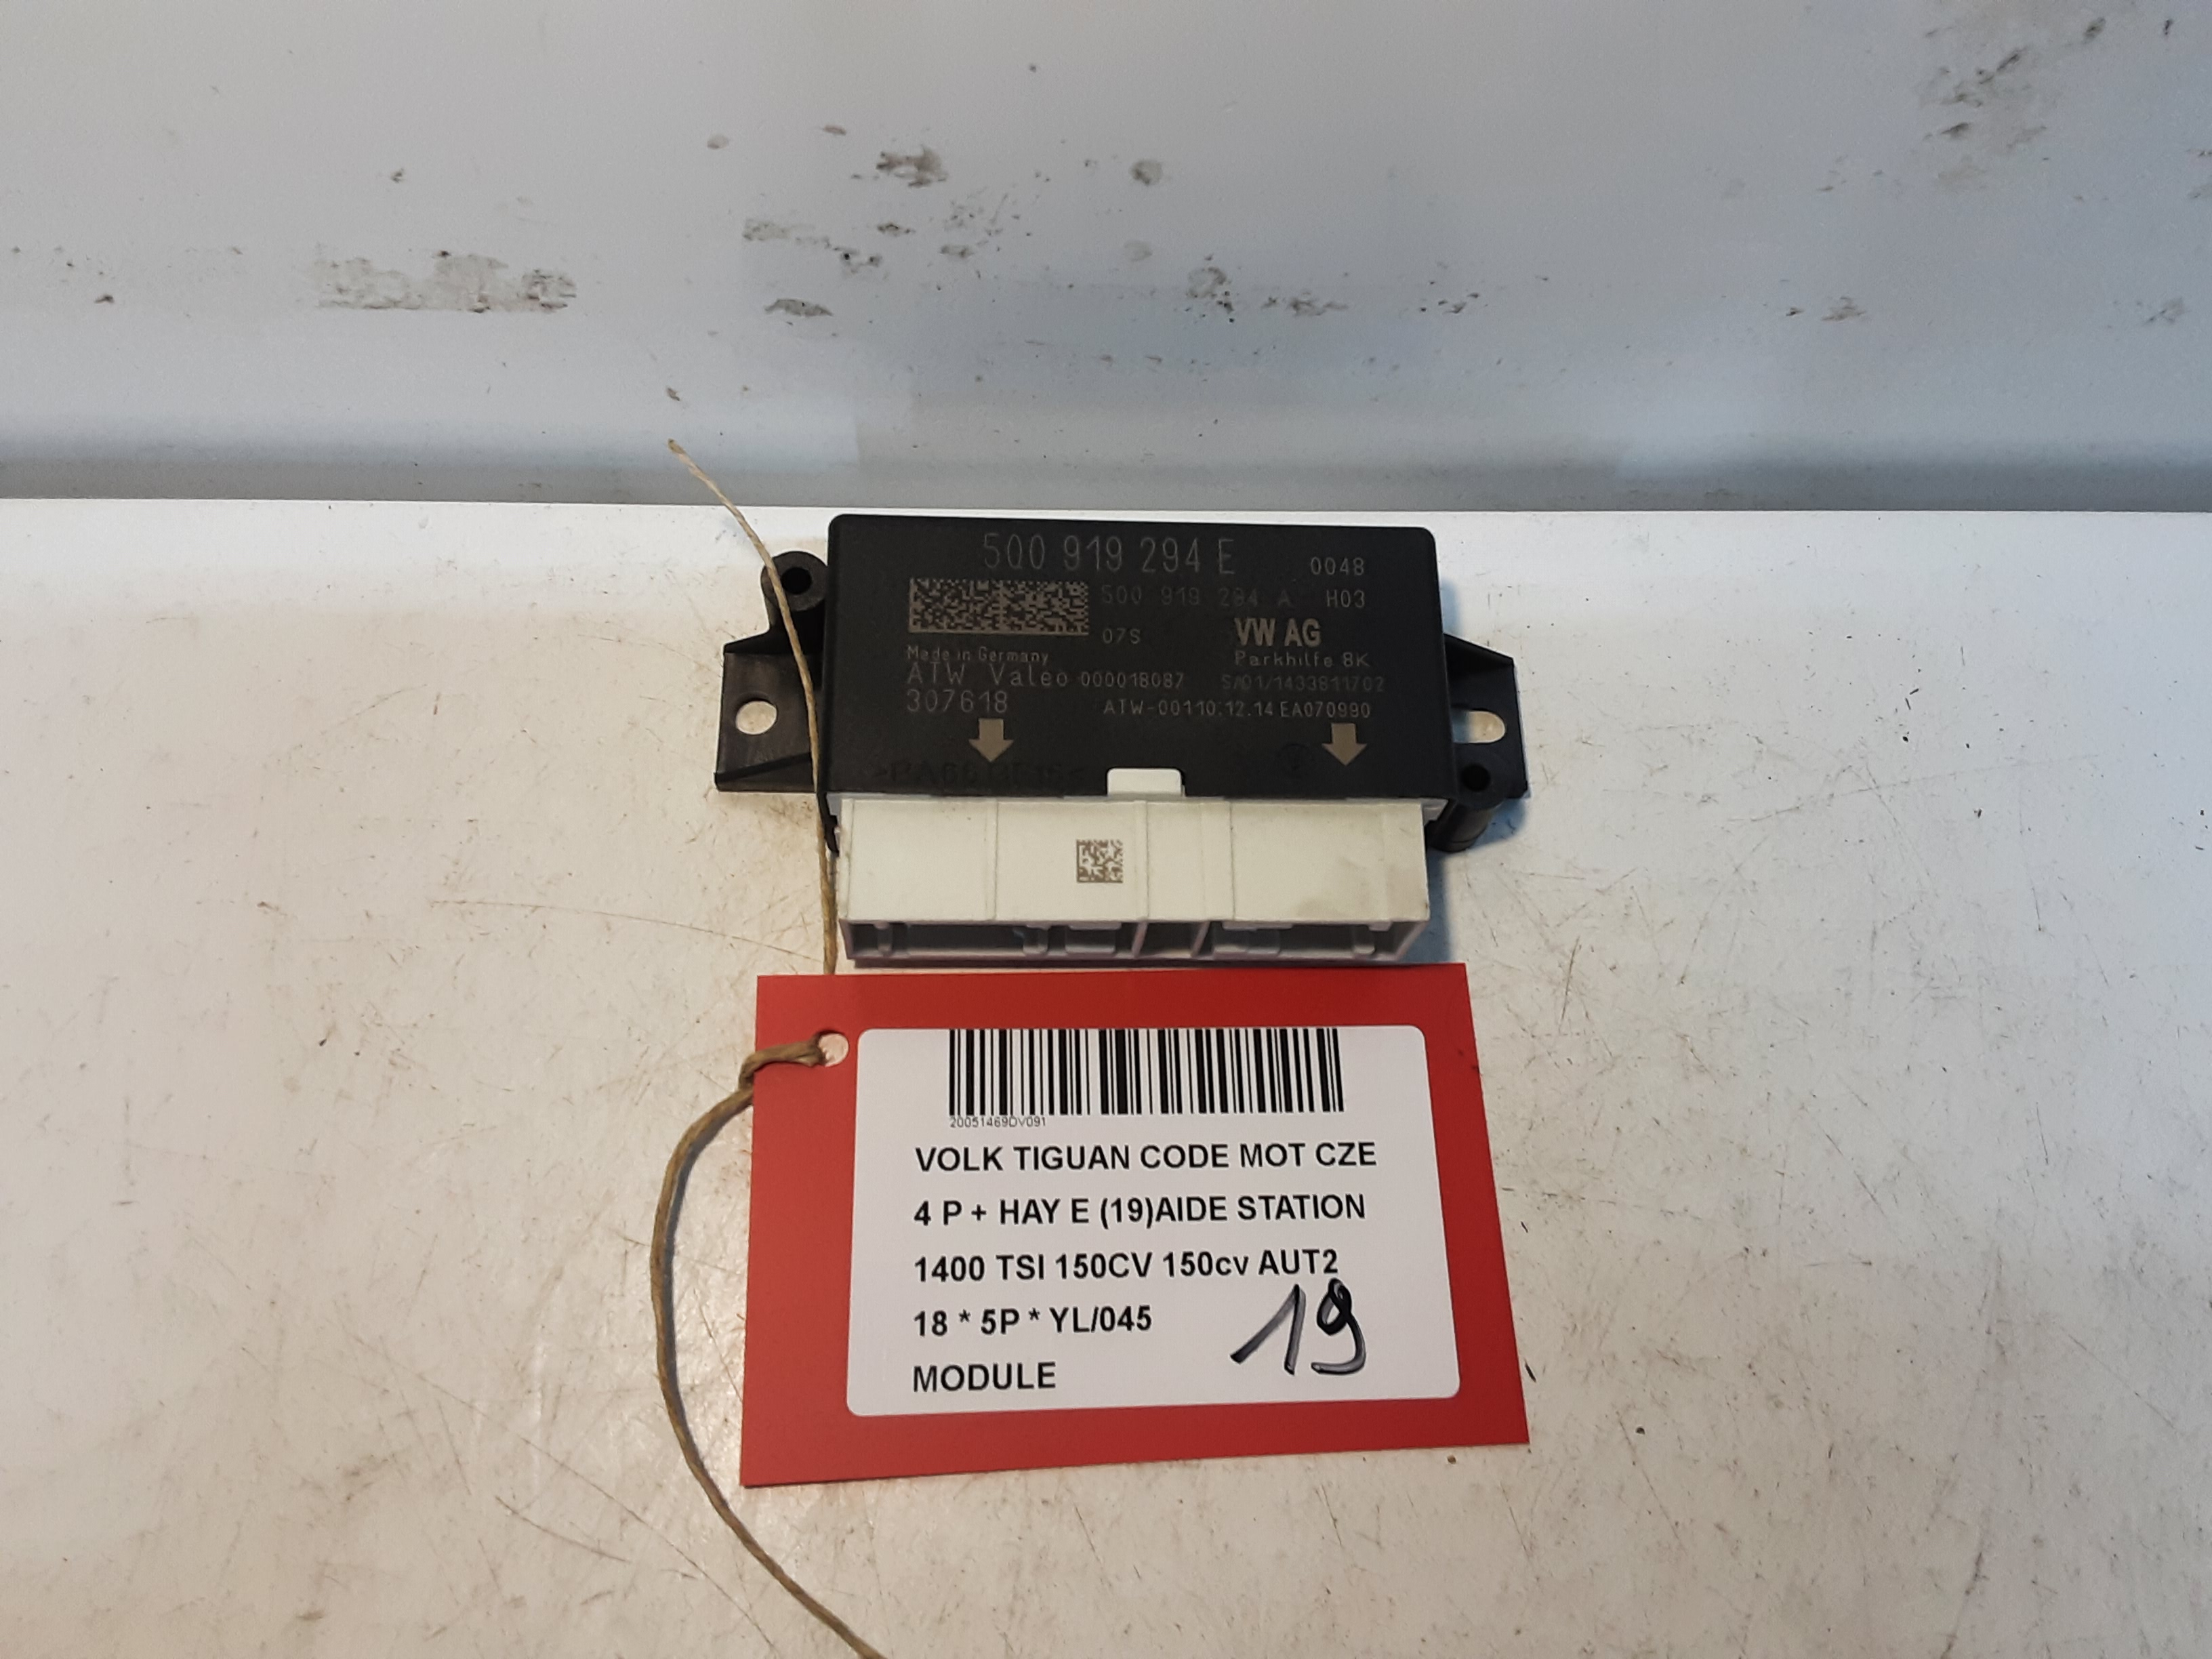 5Q0 919 294 E 0048
5Q0 919 294 A H03
07S VW AG
Made in Germany Parkhilfe 8K
ATW Valeo 000018087 S/01/1433811702
307618 ATW-00110.12.14 EA070990
20051469DV091
VOLK TIGUAN CODE MOT CZE
4 P + HAY E (19)AIDE STATION
1400 TSI 150CV 150cv AUT2
18 * 5P * YL/045
19
MODULE